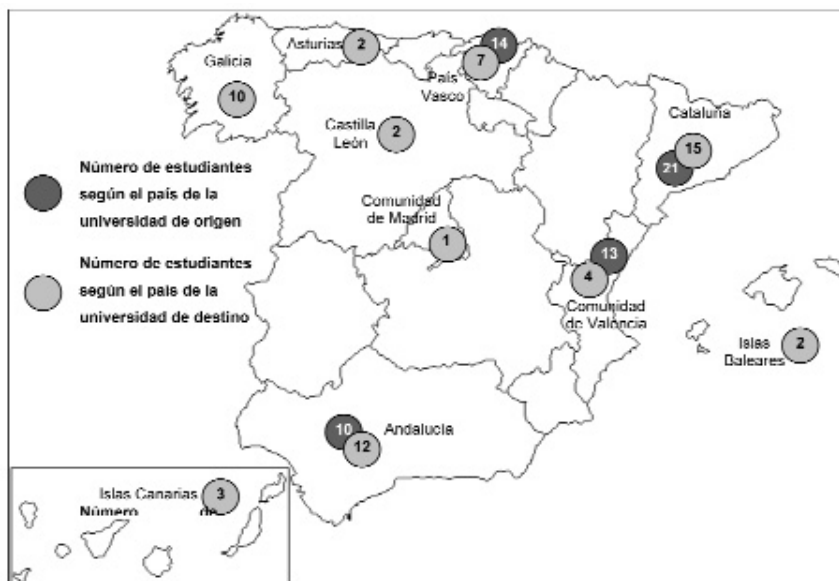 Asturias
2
14
Galicia
7
País
Vasco
10
Cataluña
Castilla
León
2
15
21
Número de estudiantes
según el país de la
universidad de origen
Comunidad
de Madrid
1
13
Número de estudiantes
según el país de la
universidad de destino
4
Comunidad
de Valencia
Islas
Baleares
2
10
Andalucía
12
Islas Canarias
3
Número de